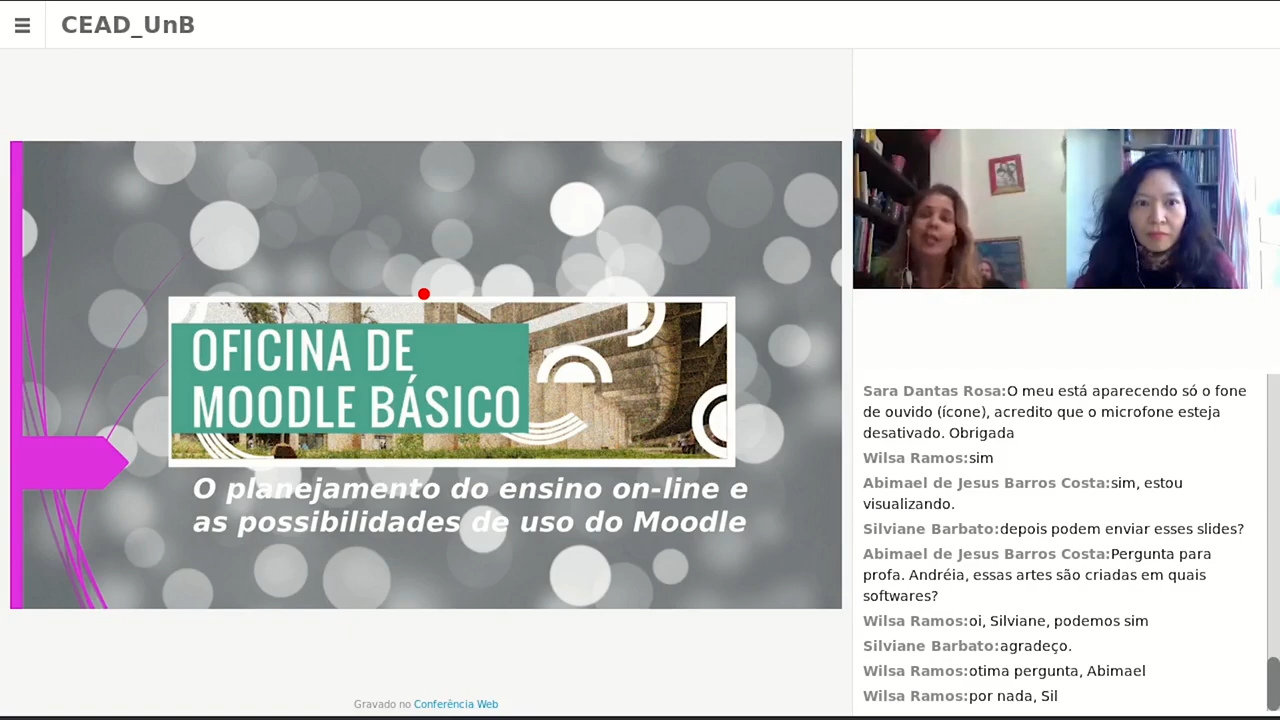 CEAD_UnB
OFICINA DE
MOODLE BÁSICO
O planejamento do ensino on-line e
as possibilidades de uso do Moodle
Gravado no Conferência Web
Sara Dantas Rosa:O meu está aparecendo só o fone
de ouvido (ícone), acredito que o microfone esteja
desativado. Obrigada
Wilsa Ramos:sim
Abimael de Jesus Barros Costa:sim, estou
visualizando.
Silviane Barbato:depois podem enviar esses slides?
Abimael de Jesus Barros Costa:Pergunta para
profa. Andréia, essas artes são criadas em quais
softwares?
Wilsa Ramos:oi, Silviane, podemos sim
Silviane Barbato:agradeço.
Wilsa Ramos:otima pergunta, Abimael
Wilsa Ramos:por nada, Sil